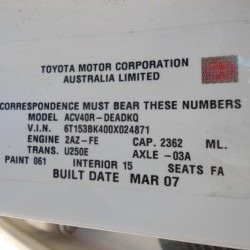 TOYOTA MOTOR CORPORATION
AUSTRALIA LIMITED
CORRESPONDENCE MUST BEAR THESE NUMBERS
MODEL ACV40R-DEADKQ
V.I.N. 6T153BK400X024871
ENGINE 2AZ-FE CAP. 2362 ML.
TRANS. U250E AXLE -03A
PAINT 061 INTERIOR 15 SEATS FA
BUILT DATE MAR 07